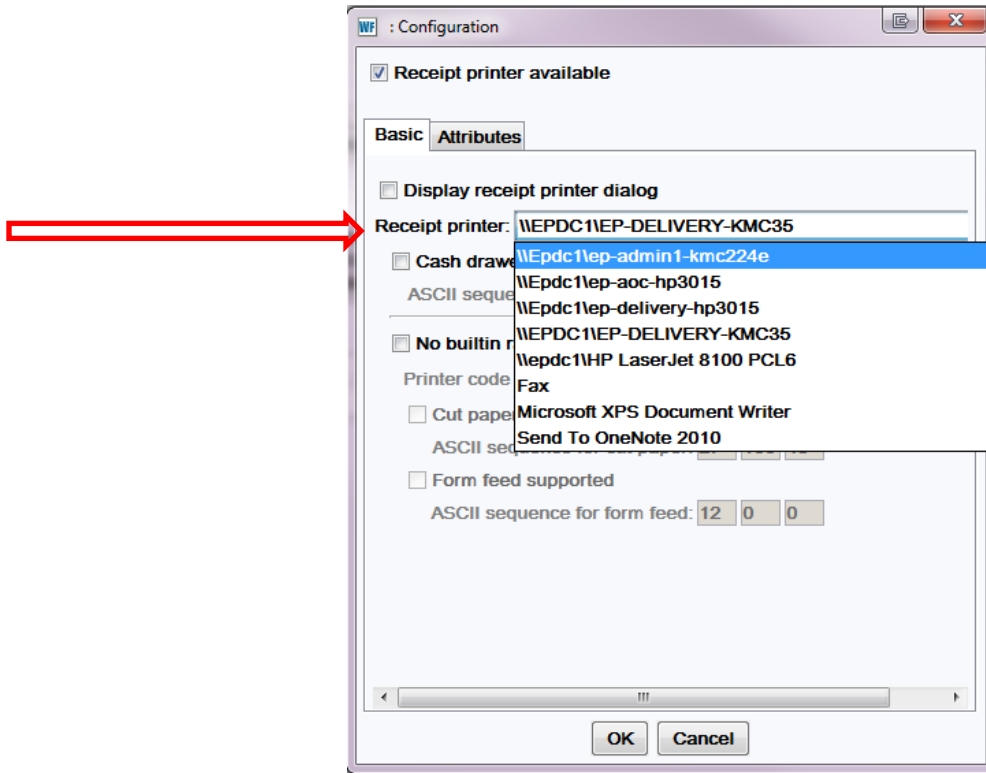 WF : Configuration
Receipt printer available
Basic Attributes
Display receipt printer dialog
Receipt printer: \\EPDC1\EP-DELIVERY-KMC35
\\Epdc1\ep-admin1-kmc224e
Cash drawe
\\Epdc1\ep-aoc-hp3015
ASCII seque
\\Epdc1\ep-delivery-hp3015
\\EPDC1\EP-DELIVERY-KMC35
No builtin r
\\epdc1\HP LaserJet 8100 PCL6
Printer code
Fax
Cut pape
Microsoft XPS Document Writer
Send To OneNote 2010
ASCII seq
Form feed supported
ASCII sequence for form feed: 12 0 0
OK Cancel